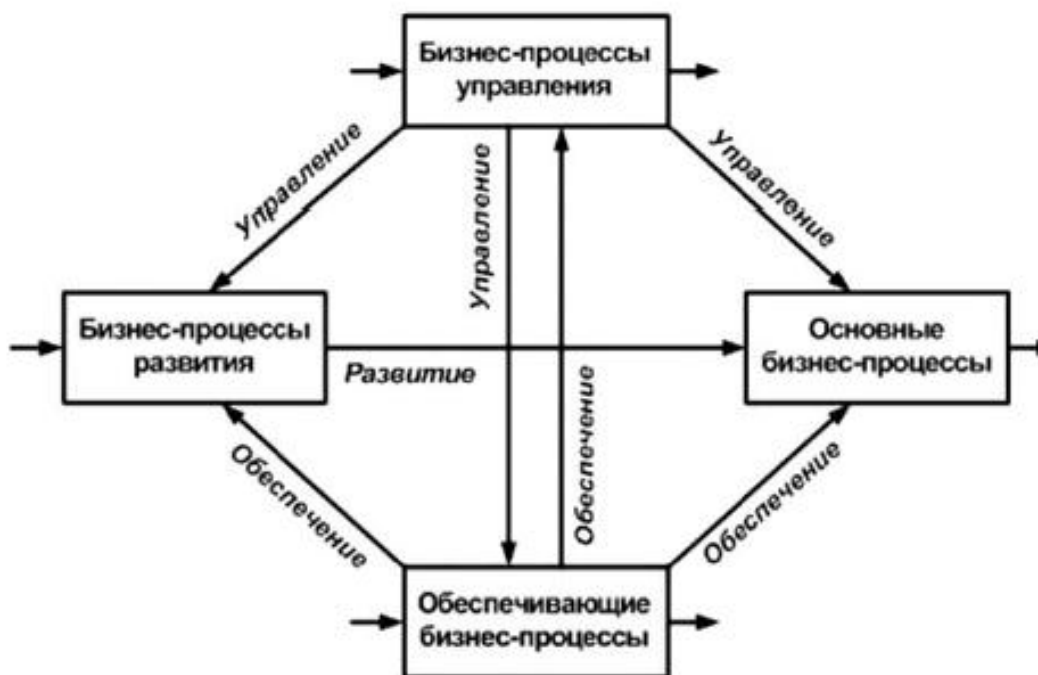 Бизнес-процессы
управления
Управление
Управление
Управление
Бизнес-процессы
развития
Развитие
Основные
бизнес-процессы
Обеспечение
Обеспечение
Обеспечение
Обеспечивающие
бизнес-процессы